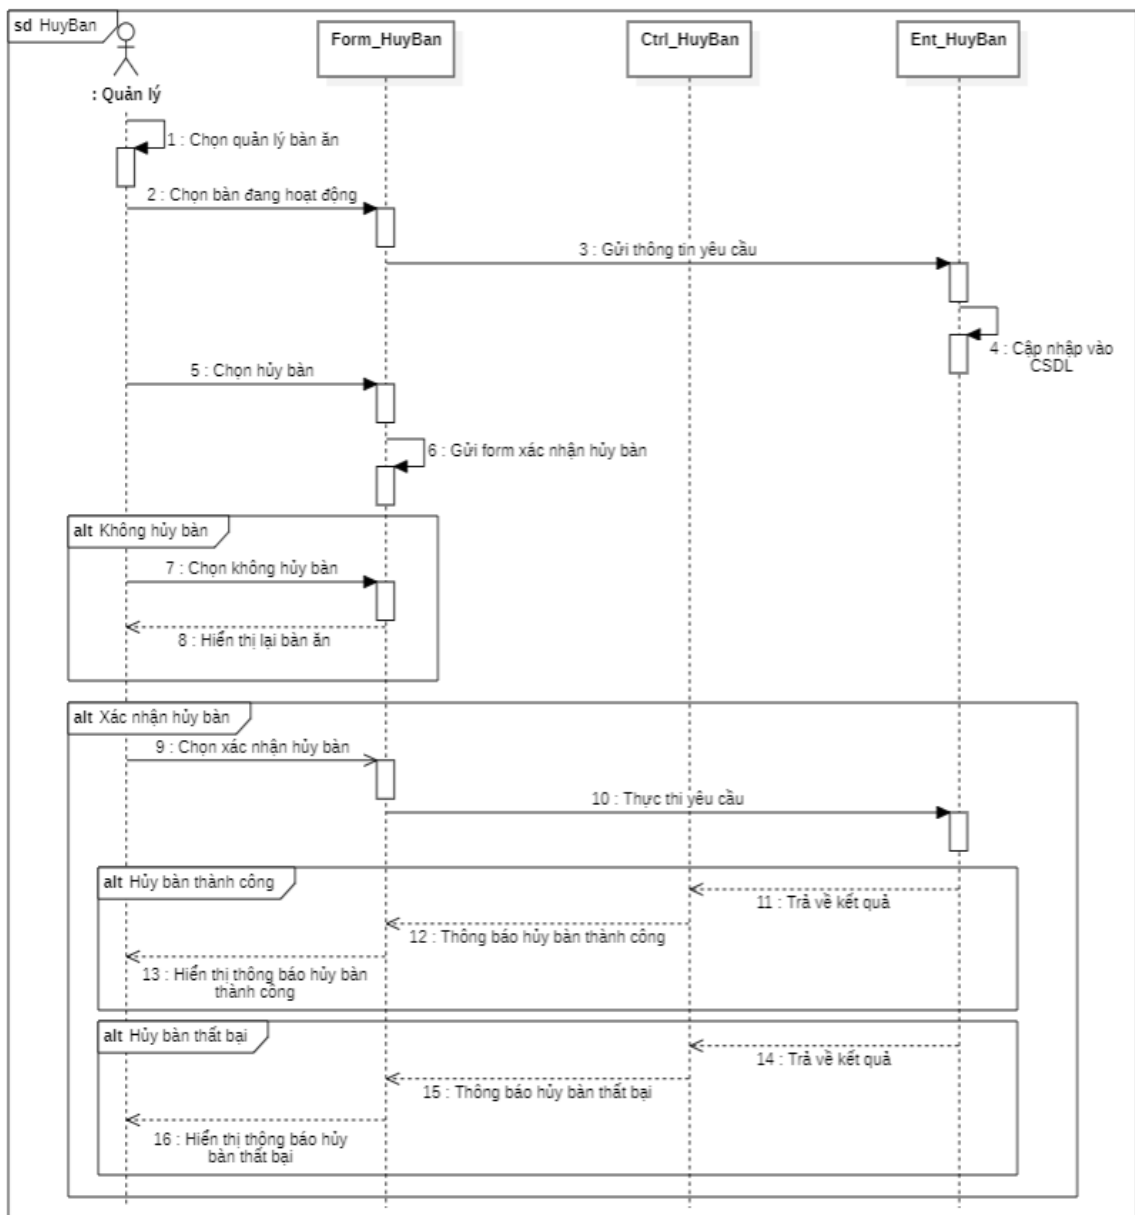 sd HuyBan
Form_HuyBan
Ctrl_HuyBan
Ent_HuyBan
: Quản lý
1 : Chọn quản lý bàn ăn
2 : Chọn bàn đang hoạt động
3 : Gửi thông tin yêu cầu
4 : Cập nhập vào
CSDL
5 : Chọn hủy bàn
6 : Gửi form xác nhận hủy bàn
alt Không hủy bàn
7 : Chọn không hủy bàn
8 : Hiển thị lại bàn ăn
alt Xác nhận hủy bàn
9 : Chọn xác nhận hủy bàn
10 : Thực thi yêu cầu
alt Hủy bàn thành công
11 : Trả về kết quả
12 : Thông báo hủy bàn thành công
13 : Hiển thị thông báo hủy bàn
thành công
alt Hủy bàn thất bại
14 : Trả về kết quả
15 : Thông báo hủy bàn thất bại
16 : Hiển thị thông báo hủy
bàn thất bại